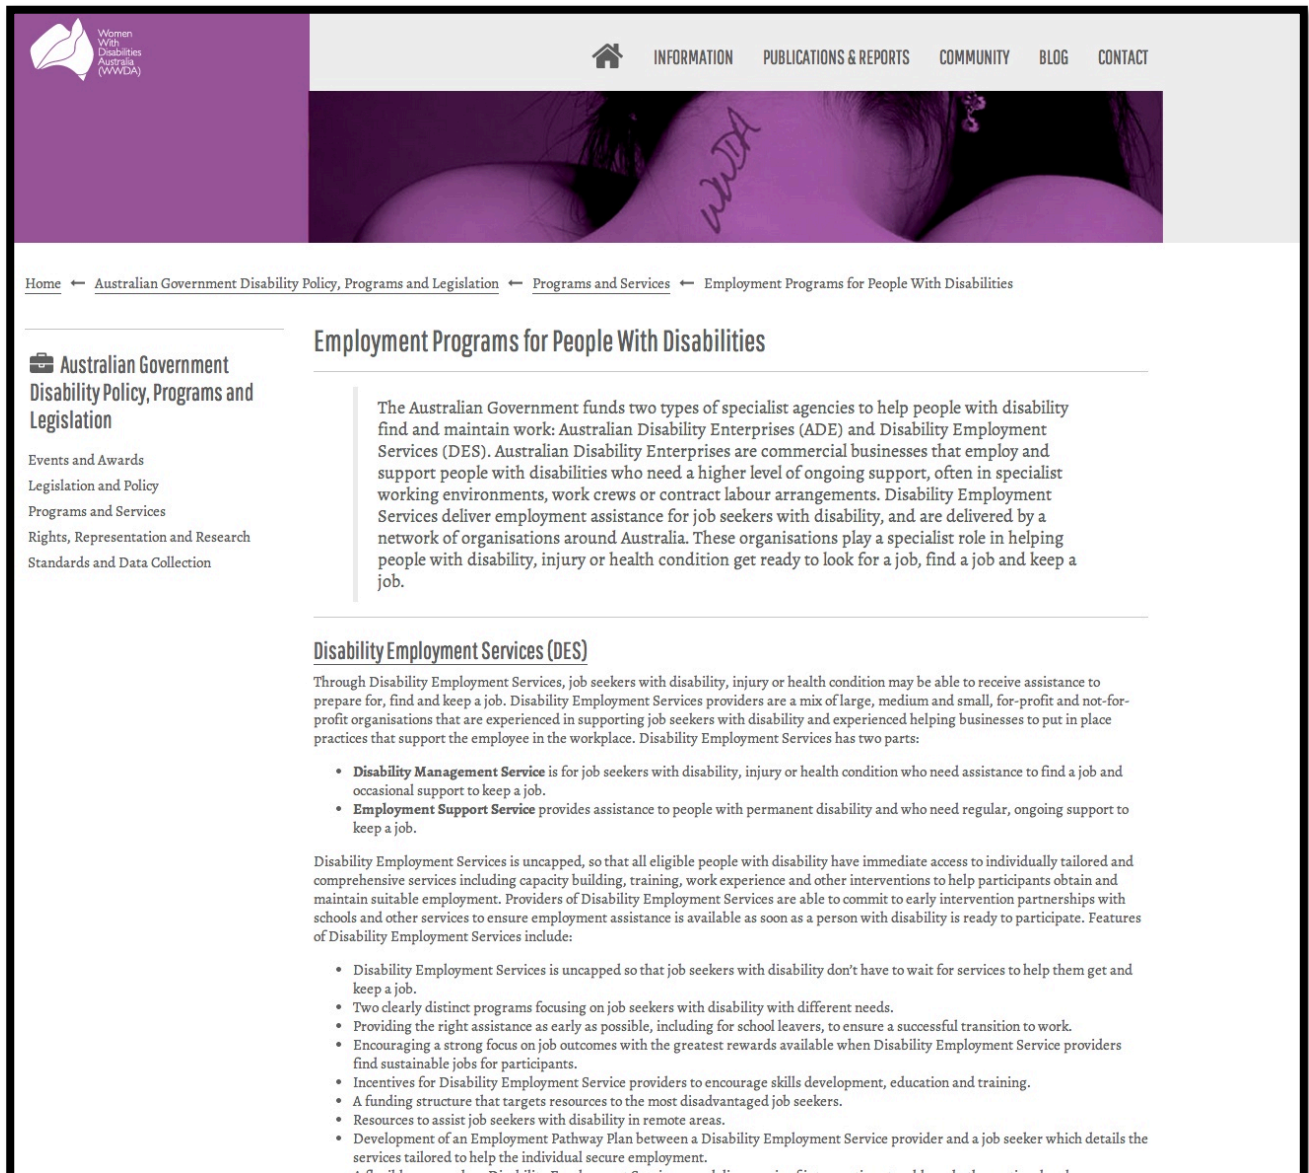 Women
With
Disabilities
Australia
(WWDA)
INFORMATION PUBLICATIONS & REPORTS COMMUNITY BLOG CONTACT
WWDA
Home ← Australian Government Disability Policy, Programs and Legislation ← Programs and Services ← Employment Programs for People With Disabilities
Australian Government
Disability Policy, Programs and
Legislation
Events and Awards
Legislation and Policy
Programs and Services
Rights, Representation and Research
Standards and Data Collection
Employment Programs for People With Disabilities
The Australian Government funds two types of specialist agencies to help people with disability
find and maintain work: Australian Disability Enterprises (ADE) and Disability Employment
Services (DES). Australian Disability Enterprises are commercial businesses that employ and
support people with disabilities who need a higher level of ongoing support, often in specialist
working environments, work crews or contract labour arrangements. Disability Employment
Services deliver employment assistance for job seekers with disability, and are delivered by a
network of organisations around Australia. These organisations play a specialist role in helping
people with disability, injury or health condition get ready to look for a job, find a job and keep a
job.
Disability Employment Services (DES)
Through Disability Employment Services, job seekers with disability, injury or health condition may be able to receive assistance to
prepare for, find and keep a job. Disability Employment Services providers are a mix of large, medium and small, for-profit and not-for-
profit organisations that are experienced in supporting job seekers with disability and experienced helping businesses to put in place
practices that support the employee in the workplace. Disability Employment Services has two parts:
• Disability Management Service is for job seekers with disability, injury or health condition who need assistance to find a job and
occasional support to keep a job.
• Employment Support Service provides assistance to people with permanent disability and who need regular, ongoing support to
keep a job.
Disability Employment Services is uncapped, so that all eligible people with disability have immediate access to individually tailored and
comprehensive services including capacity building, training, work experience and other interventions to help participants obtain and
maintain suitable employment. Providers of Disability Employment Services are able to commit to early intervention partnerships with
schools and other services to ensure employment assistance is available as soon as a person with disability is ready to participate. Features
of Disability Employment Services include:
• Disability Employment Services is uncapped so that job seekers with disability don't have to wait for services to help them get and
keep a job.
• Two clearly distinct programs focusing on job seekers with disability with different needs.
• Providing the right assistance as early as possible, including for school leavers, to ensure a successful transition to work.
• Encouraging a strong focus on job outcomes with the greatest rewards available when Disability Employment Service providers
find sustainable jobs for participants.
• Incentives for Disability Employment Service providers to encourage skills development, education and training.
• A funding structure that targets resources to the most disadvantaged job seekers.
• Resources to assist job seekers with disability in remote areas.
• Development of an Employment Pathway Plan between a Disability Employment Service provider and a job seeker which details the
services tailored to help the individual secure employment.